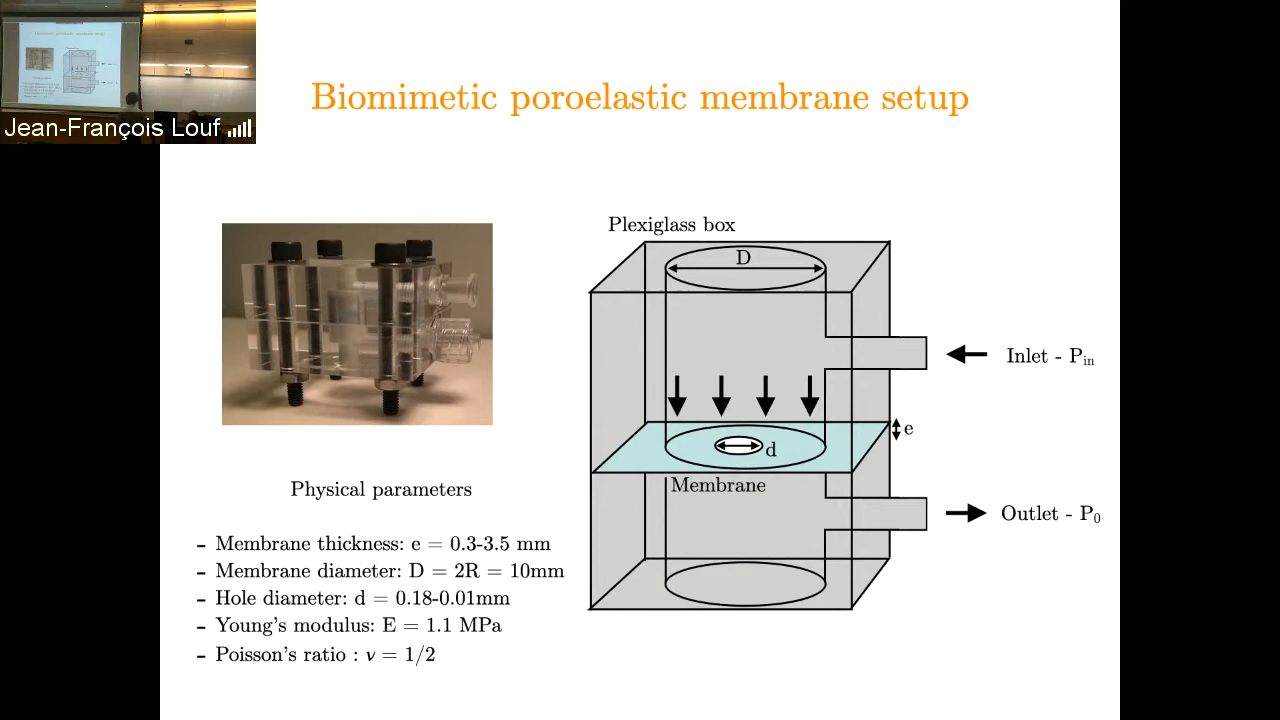 Jean-François Louf
Biomimetic poroelastic membrane setup
Plexiglass box
D
Inlet - Pin
e
d
Membrane
Outlet - P0
Physical parameters
- Membrane thickness: e = 0.3-3.5 mm
- Membrane diameter: D = 2R = 10mm
- Hole diameter: d = 0.18-0.01mm
- Young's modulus: E = 1.1 MPa
- Poisson's ratio : ν = 1/2